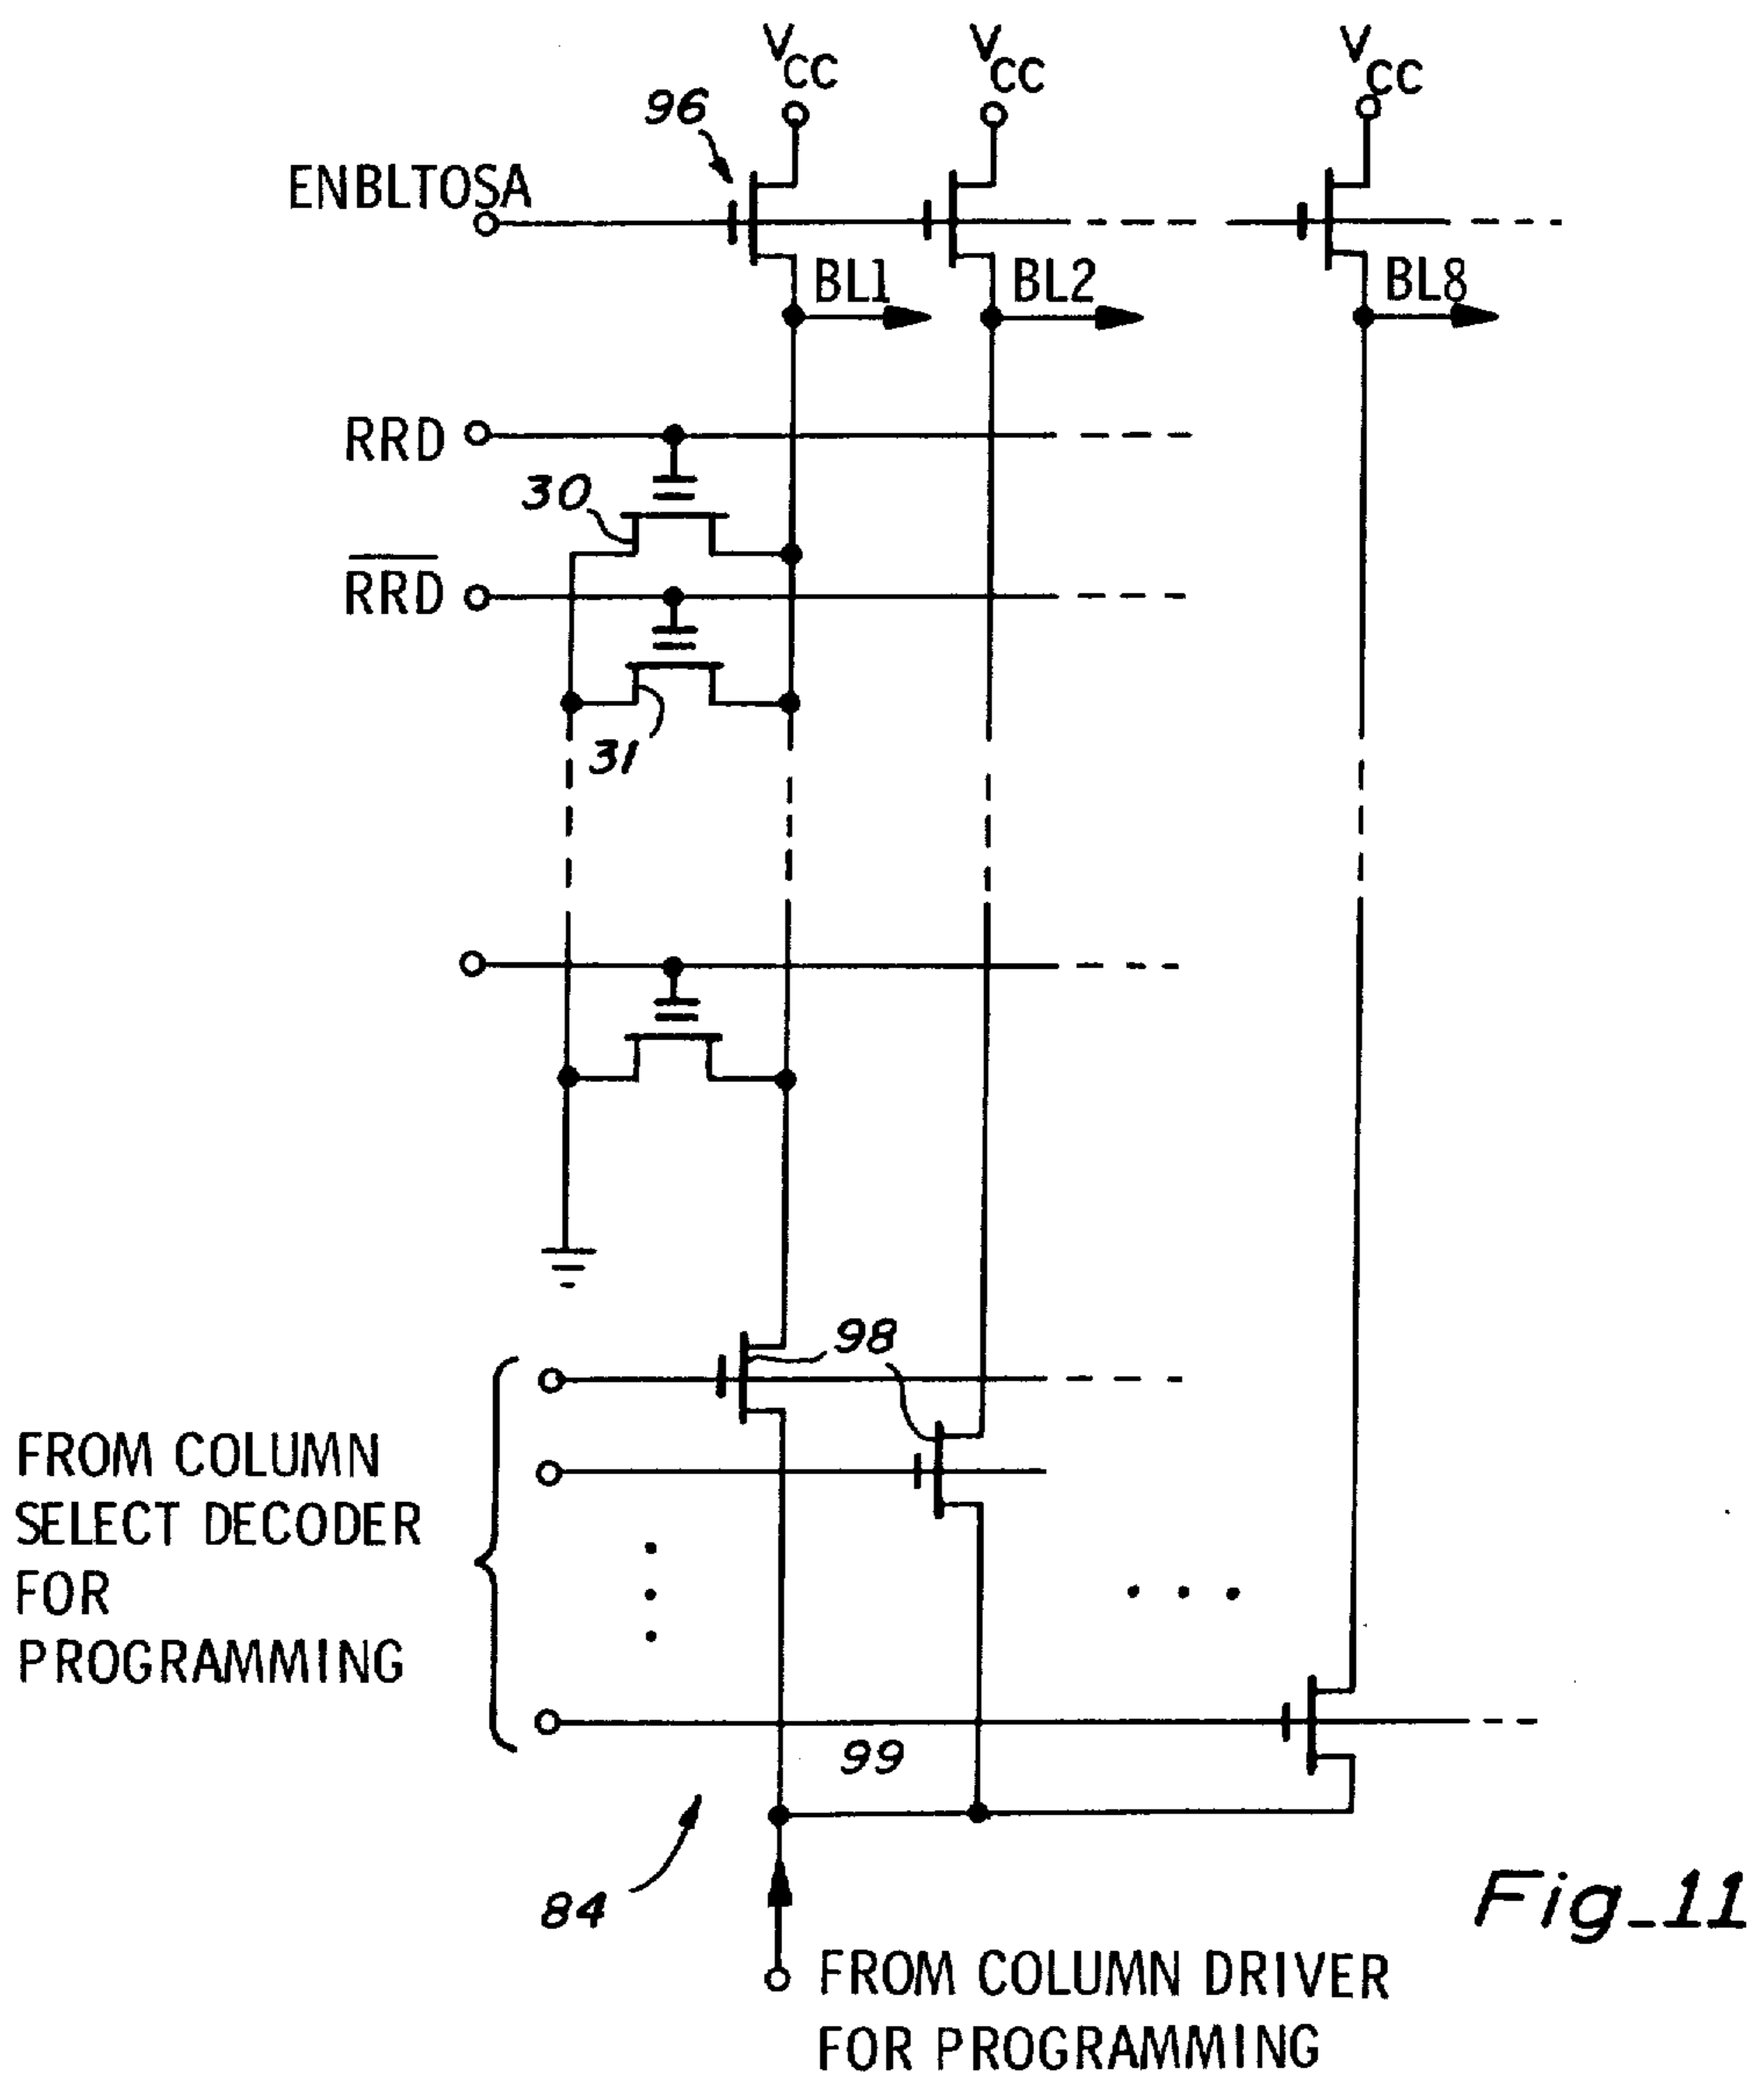 VCC VCC VCC
96
ENBLTOSA
BL1 BL2 BL8
RRD
30
RRD
31
98
FROM COLUMN
SELECT DECODER
FOR
PROGRAMMING
99
84
Fig_11
FROM COLUMN DRIVER
FOR PROGRAMMING